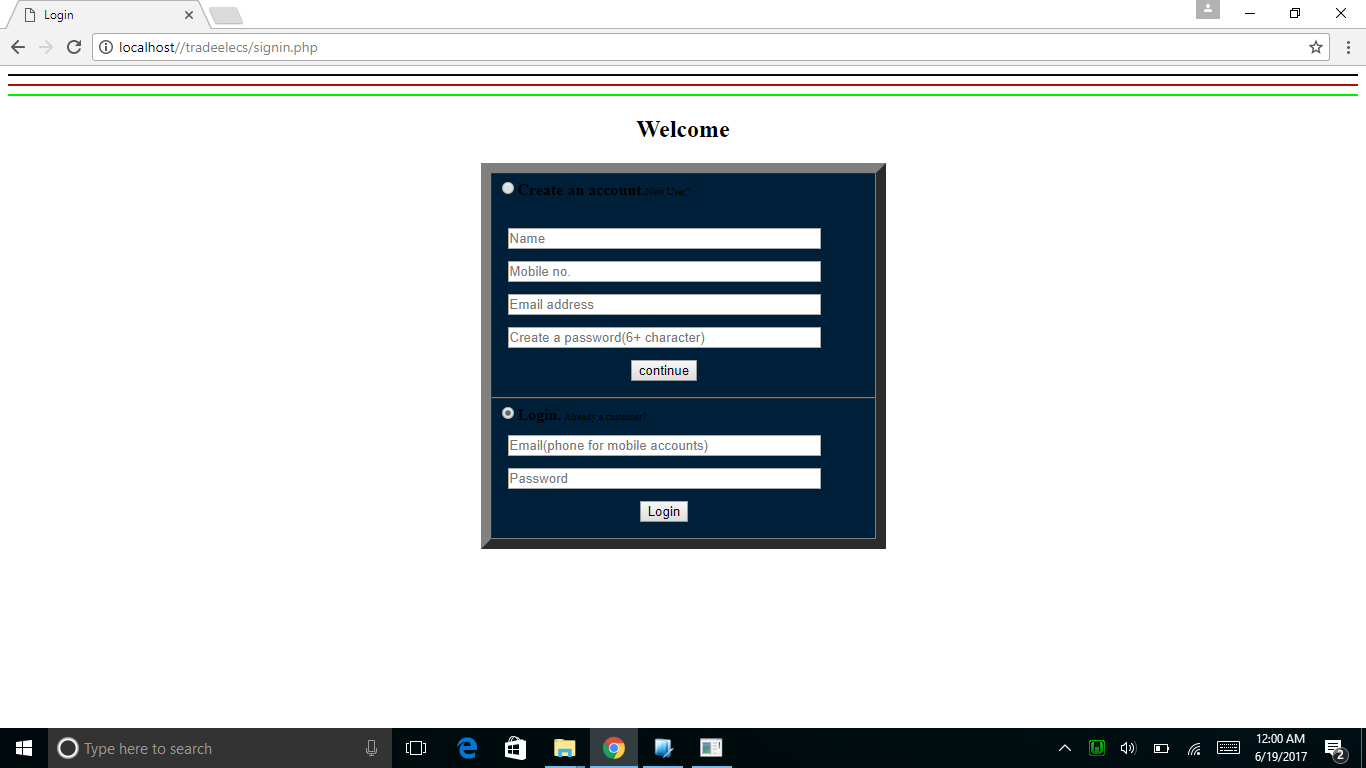 Login
localhost//tradeelecs/signin.php
Welcome
Create an account.New User?
Name
Mobile no.
Email address
Create a password(6+ character)
continue
Login. Already a customer?
Email(phone for mobile accounts)
Password
Login
Type here to search
12:00 AM
6/19/2017
2